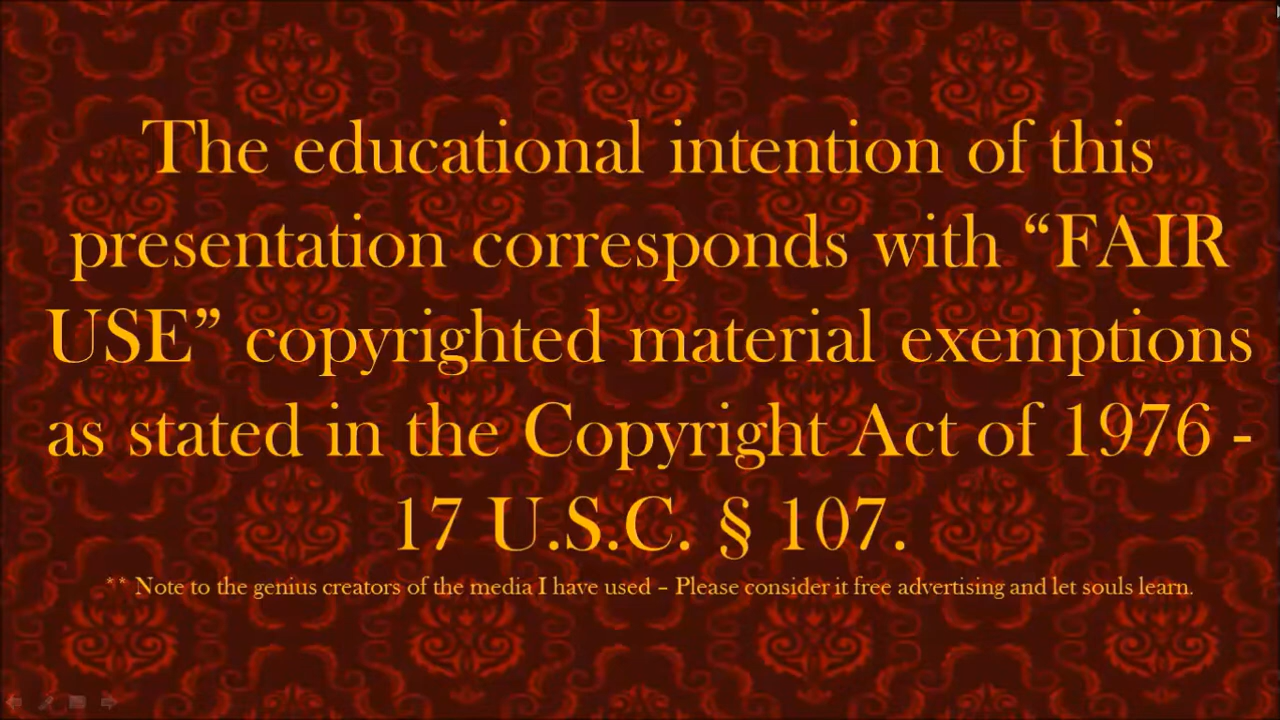 The educational intention of this
presentation corresponds with “FAIR
USE” copyrighted material exemptions
as stated in the Copyright Act of 1976 -
17 U.S.C. § 107.
** Note to the genius creators of the media I have used – Please consider it free advertising and let souls learn.